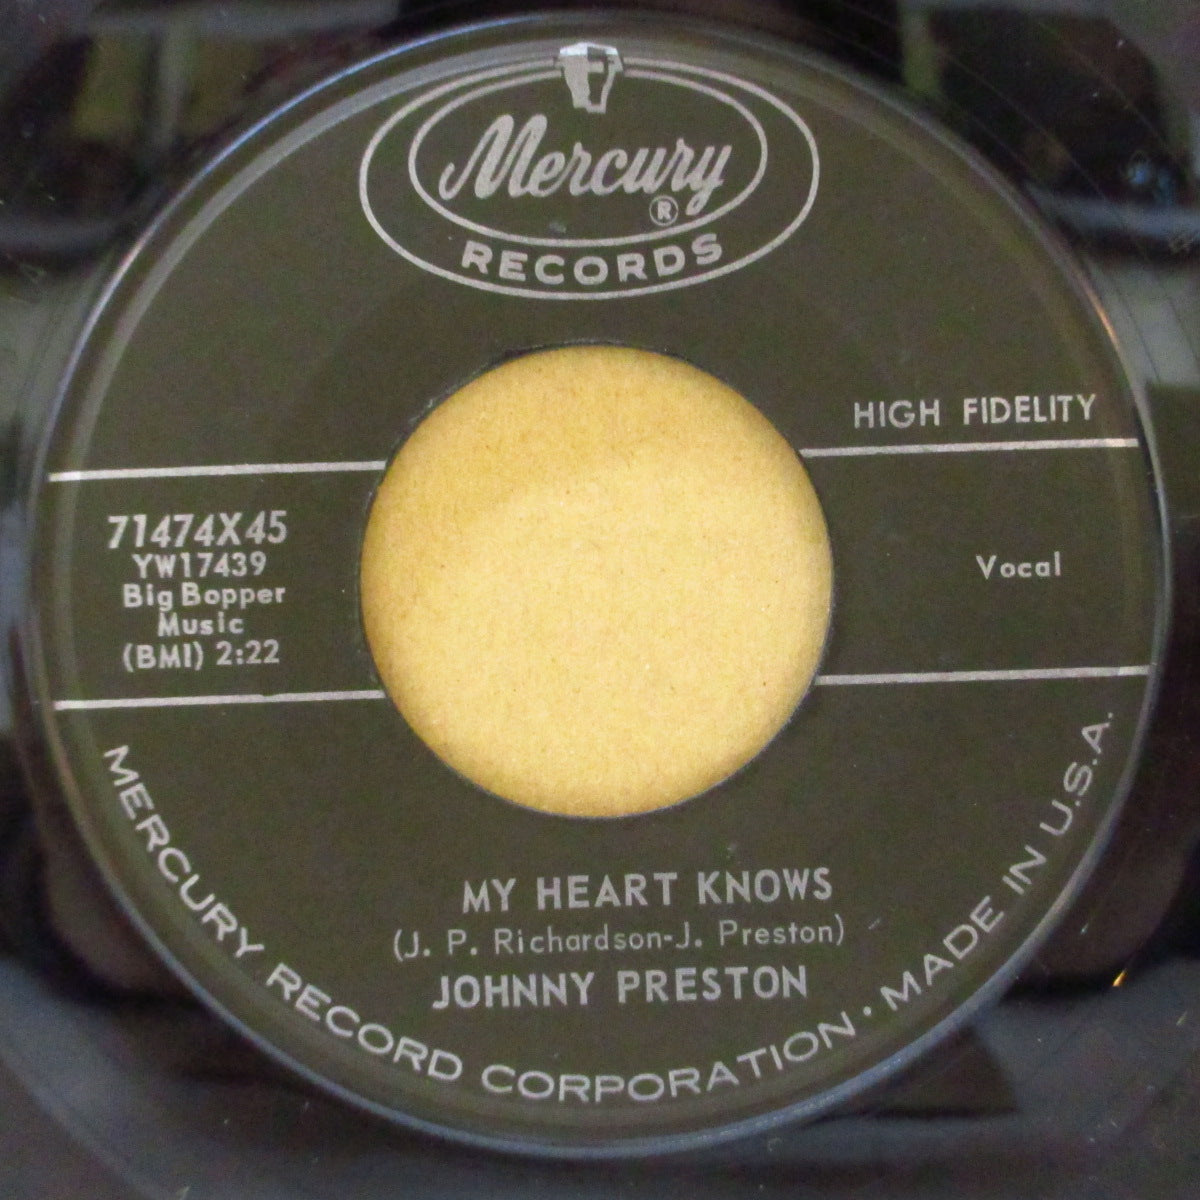 Mercury
®
RECORDS
HIGH FIDELITY
71474X45
YW17439
Big Bopper
Music
(BMI) 2:22
Vocal
MY HEART KNOWS
(J. P. Richardson-J. Preston)
JOHNNY PRESTON
MERCURY RECORD CORPORATION · MADE IN U.S.A.